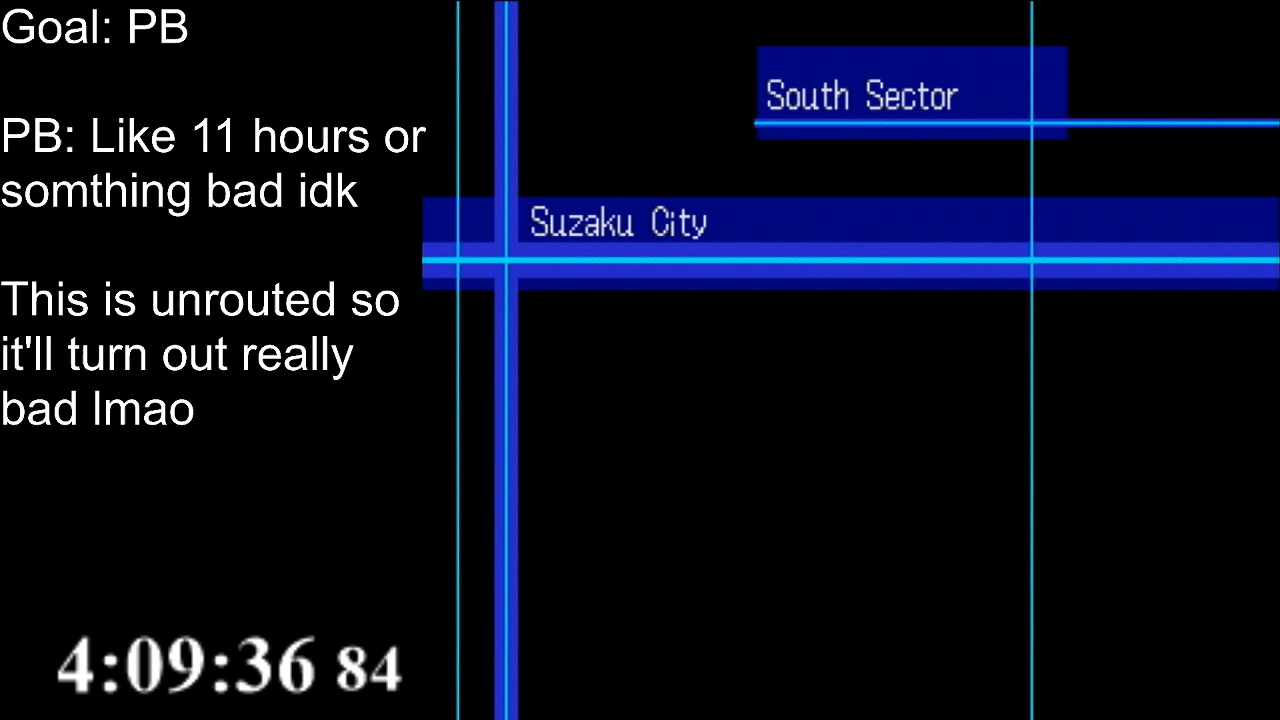 Goal: PB
PB: Like 11 hours or
somthing bad idk
This is unrouted so
it'll turn out really
bad lmao
4:09:36 84
South Sector
Suzaku City